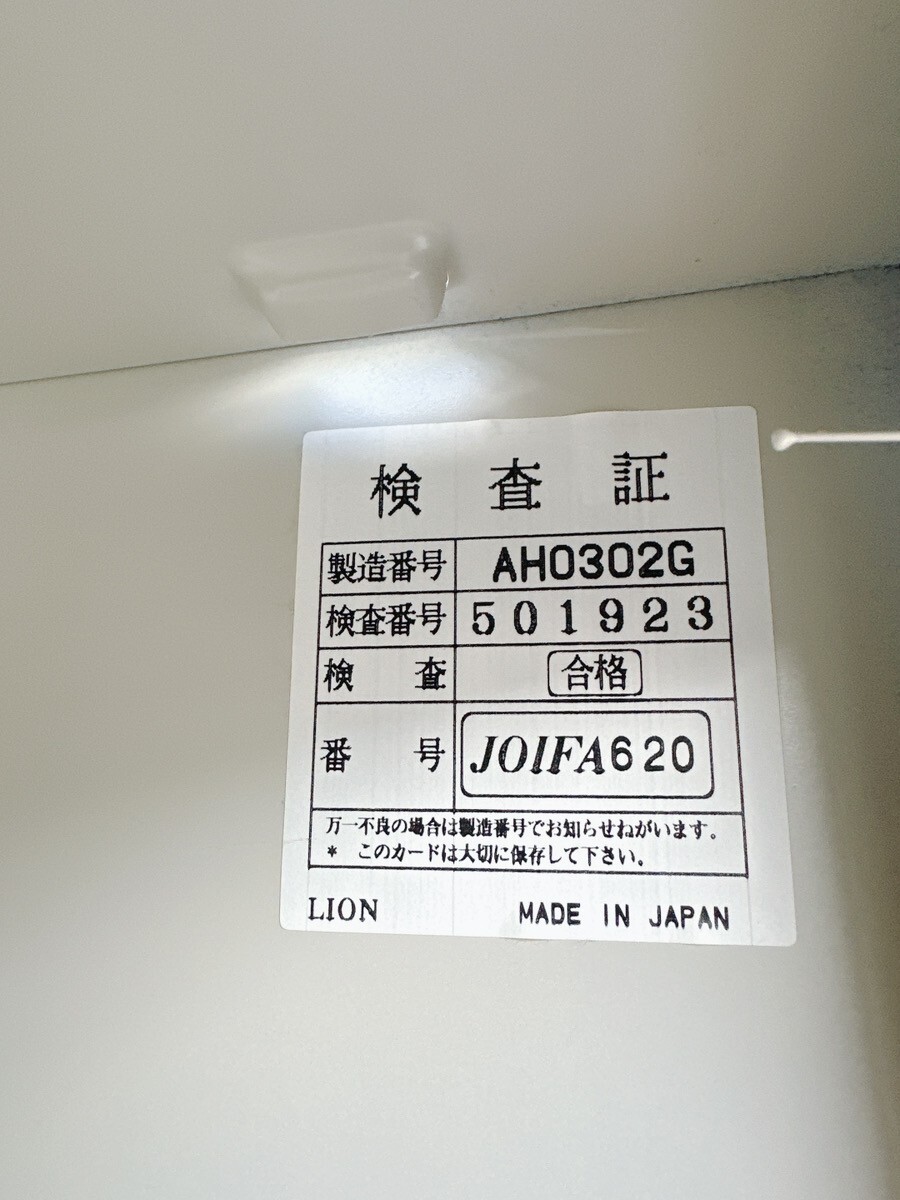 検査証
製造番号 AH0302G
検査番号 501923
検査 合格
番号 JOIFA620
万一不良の場合は製造番号でお知らせねがいます。
* このカードは大切に保存して下さい。
LION MADE IN JAPAN